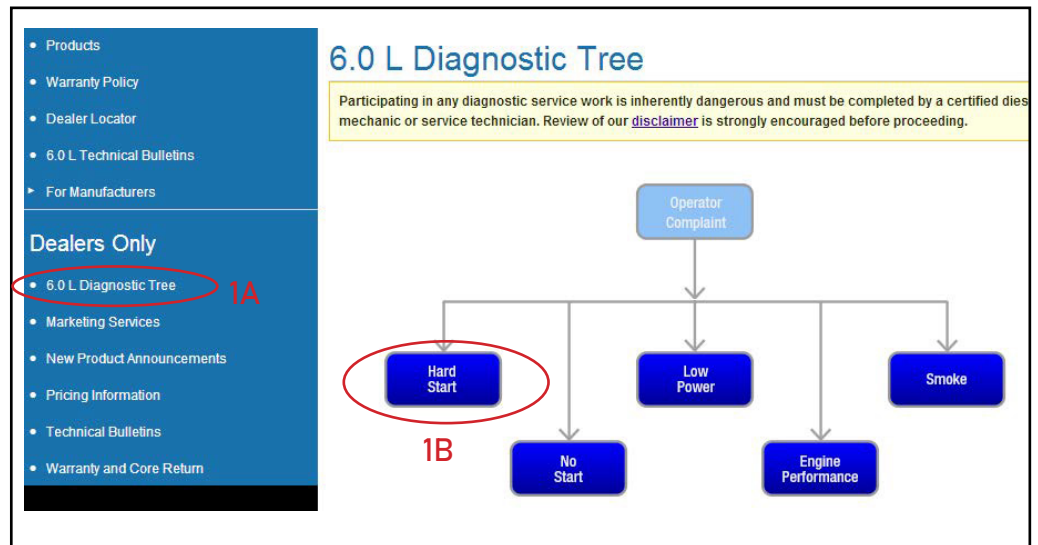 Products
Warranty Policy
Dealer Locator
6.0 L Technical Bulletins
For Manufacturers
Dealers Only
6.0 L Diagnostic Tree
1A
Marketing Services
New Product Announcements
Pricing Information
Technical Bulletins
Warranty and Core Return
6.0 L Diagnostic Tree
Participating in any diagnostic service work is inherently dangerous and must be completed by a certified dies
mechanic or service technician. Review of our disclaimer is strongly encouraged before proceeding.
Operator
Complaint
Hard
Start
1B
Low
Power
Smoke
No
Start
Engine
Performance